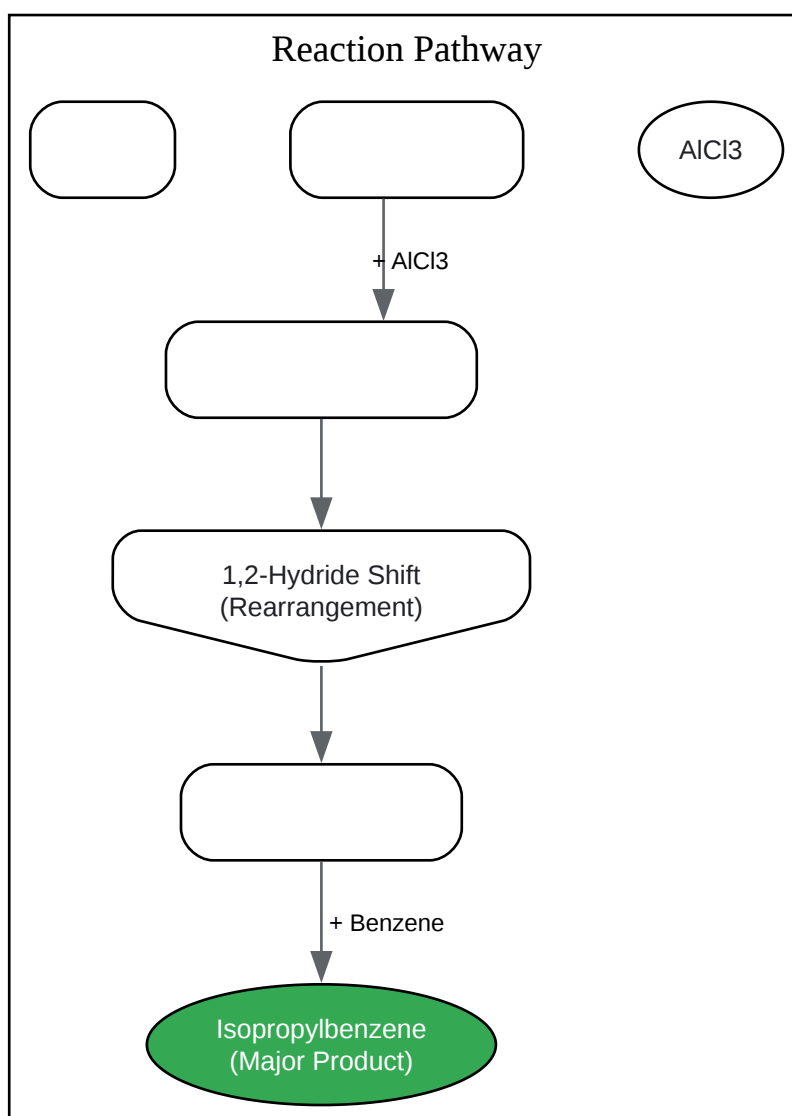 Reaction Pathway
AlCl3
+ AlCl3
1,2-Hydride Shift
(Rearrangement)
+ Benzene
Isopropylbenzene
(Major Product)